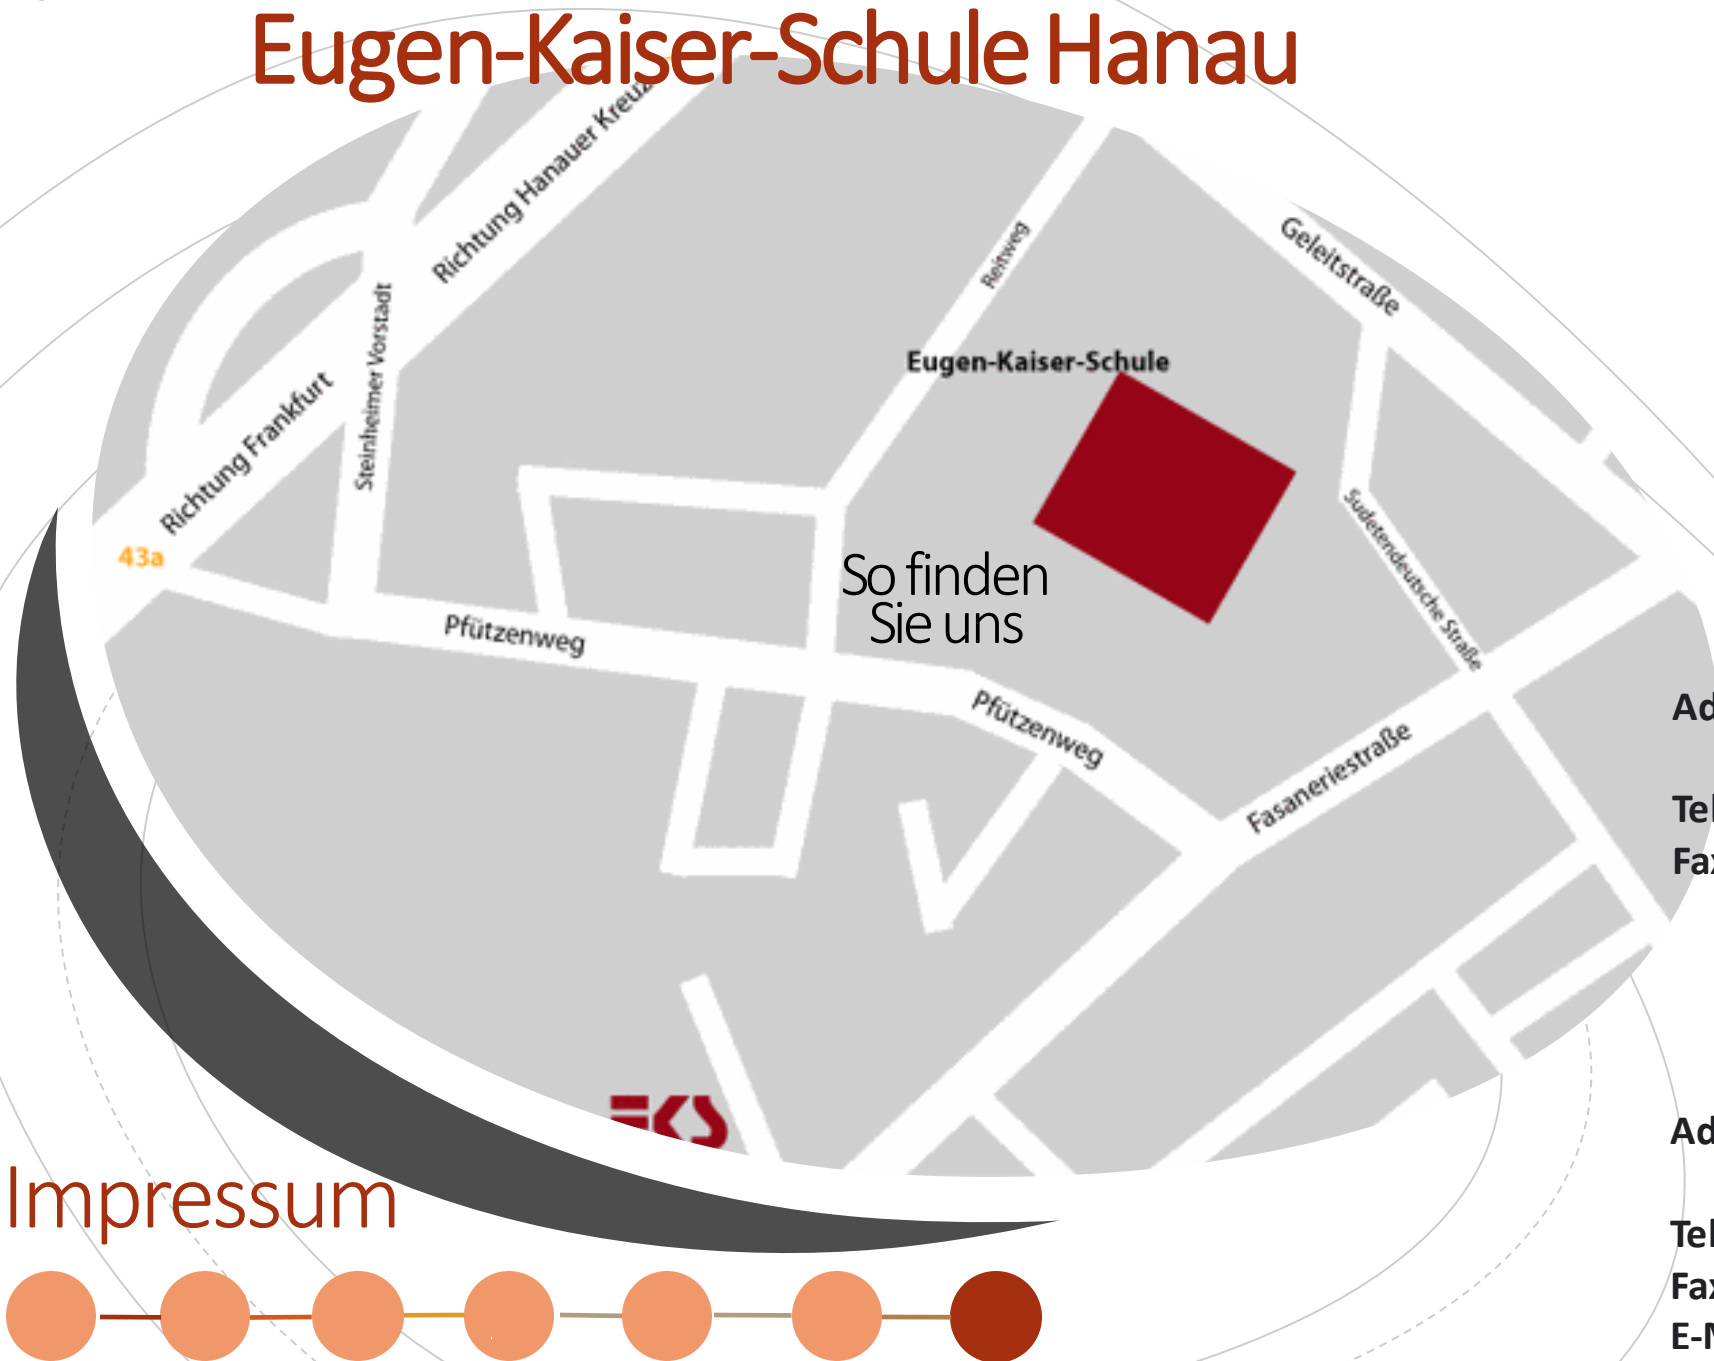 Eugen-Kaiser-Schule Hanau
Richtung Hanauer
Geleitstraße
Reitweg
Steinheimer Vorstadt
Eugen-Kaiser-Schule
Richtung Frankfurt
43a
Sudetendeutsche Straße
So finden
Sie uns
Pfützenweg
Pfützenweg
Fasaneriestraße
EKS
Impressum